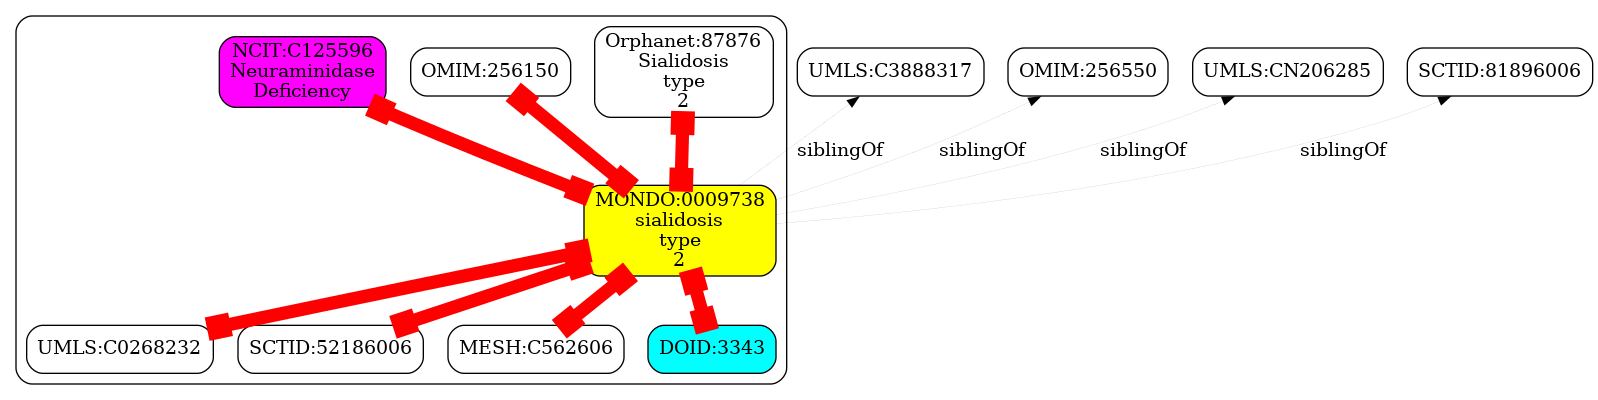 NCIT:C125596
Neuraminidase
Deficiency
OMIM:256150
Orphanet:87876
Sialidosis
type
2
UMLS:C3888317
OMIM:256550
UMLS:CN206285
SCTID:81896006
siblingOf
siblingOf
siblingOf
siblingOf
MONDO:0009738
sialidosis
type
2
UMLS:C0268232
SCTID:52186006
MESH:C562606
DOID:3343